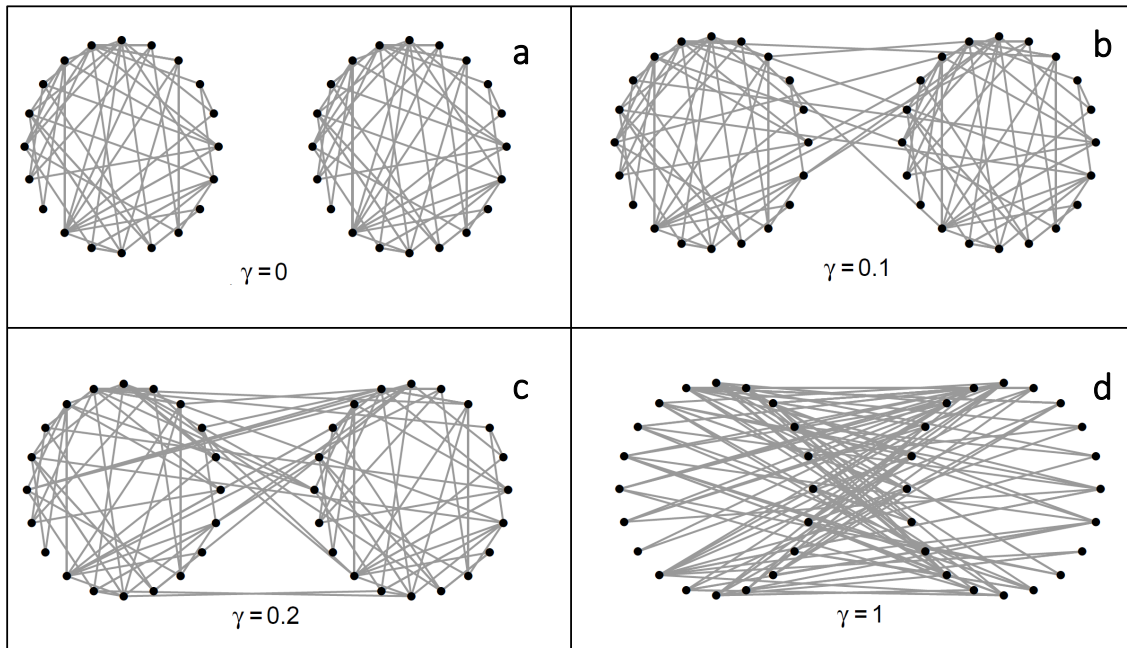 a
γ = 0
b
γ = 0.1
c
γ = 0.2
d
γ = 1